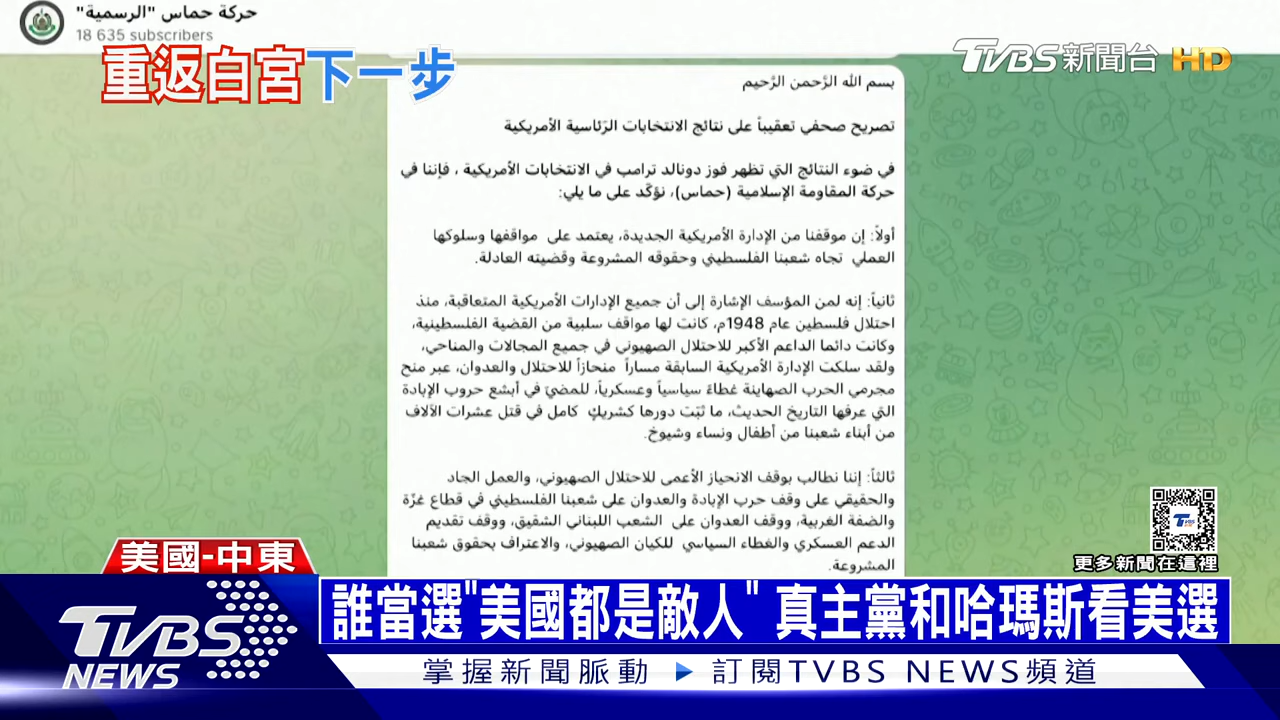 حركة حماس "الرسمية"
18 635 subscribers
重返白宮下一步
TVBS新聞台 HD
بسم الله الرَّحمن الرَّحيم
تصريح صحفي تعقيباً على نتائج الانتخابات الرّئاسية الأمريكية
في ضوء النتائج التي تظهر فوز دونالد ترامب في الانتخابات الأمريكية ، فإننا في
حركة المقاومة الإسلامية (حماس)، نؤكّد على ما يلي:
أولاً: إن موقفنا من الإدارة الأمريكية الجديدة، يعتمد على مواقفها وسلوكها
العملي تجاه شعبنا الفلسطيني وحقوقه المشروعة وقضيته العادلة.
ثانياً: إنه لمن المؤسف الإشارة إلى أن جميع الإدارات الأمريكية المتعاقبة، منذ
احتلال فلسطين عام 1948م، كانت لها مواقف سلبية من القضية الفلسطينية،
وكانت دائما الداعم الأكبر للاحتلال الصهيوني في جميع المجالات والمناحي،
ولقد سلكت الإدارة الأمريكية السابقة مساراً منحازاً للاحتلال والعدوان، عبر منح
مجرمي الحرب الصهاينة غطاءً سياسياً وعسكرياً، للمضيّ في أبشع حروب الإبادة
التي عرفها التاريخ الحديث، ما ثبّت دورها كشريكٍ كامل في قتل عشرات الآلاف
من أبناء شعبنا من أطفال ونساء وشيوخ.
ثالثاً: إننا نطالب بوقف الانحياز الأعمى للاحتلال الصهيوني، والعمل الجاد
والحقيقي على وقف حرب الإبادة والعدوان على شعبنا الفلسطيني في قطاع غزّة
والضفة الغربية، ووقف العدوان على الشعب اللبناني الشقيق، ووقف تقديم
الدعم العسكري والغطاء السياسي للكيان الصهيوني، والاعتراف بحقوق شعبنا
المشروعة.
TVBS
更多新聞在這裡
美國-中東
誰當選"美國都是敵人" 真主黨和哈瑪斯看美選
TVBS NEWS
掌握新聞脈動 ▶ 訂閱TVBS NEWS頻道